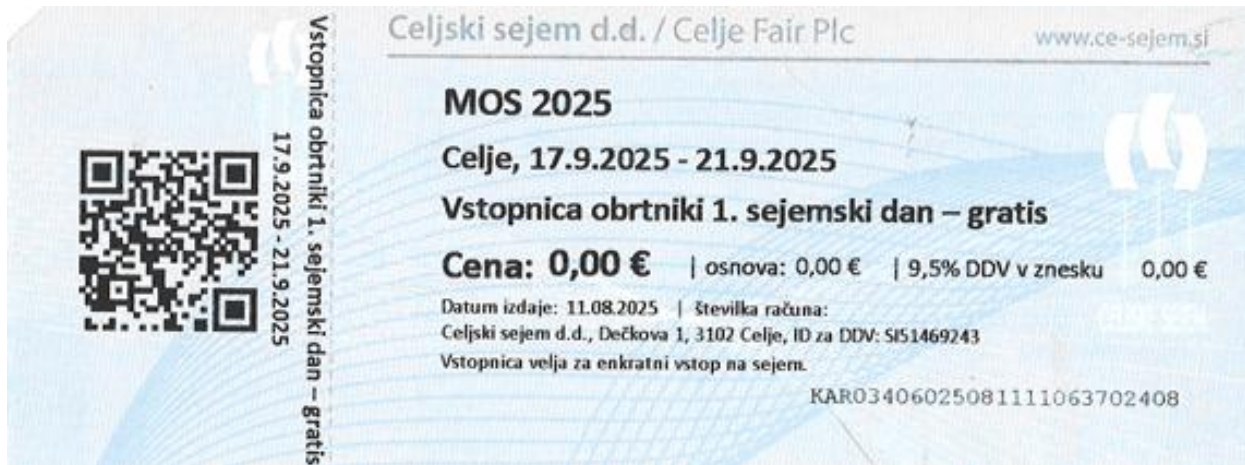 Vstopnica obrtniki 1. sejemski dan – gratis
17.9.2025 - 21.9.2025
Celjski sejem d.d. / Celje Fair Plc www.ce-sejem.si
MOS 2025
Celje, 17.9.2025 - 21.9.2025
Vstopnica obrtniki 1. sejemski dan – gratis
Cena: 0,00 € | osnova: 0,00 € | 9,5% DDV v znesku 0,00 €
Datum izdaje: 11.08.2025 | številka računa:
Celjski sejem d.d., Dečkova 1, 3102 Celje, ID za DDV: SI51469243
Vstopnica velja za enkratni vstop na sejem.
KAR0340602508111106370​2408